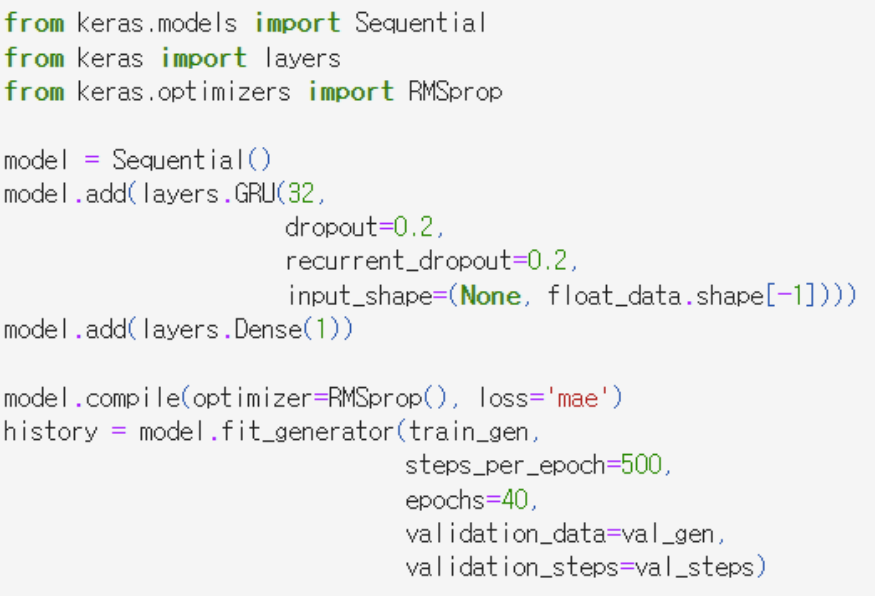 from keras.models import Sequential
from keras import layers
from keras.optimizers import RMSprop

model = Sequential()
model.add(layers.GRU(32,
                     dropout=0.2,
                     recurrent_dropout=0.2,
                     input_shape=(None, float_data.shape[-1])))
model.add(layers.Dense(1))

model.compile(optimizer=RMSprop(), loss='mae')
history = model.fit_generator(train_gen,
                              steps_per_epoch=500,
                              epochs=40,
                              validation_data=val_gen,
                              validation_steps=val_steps)